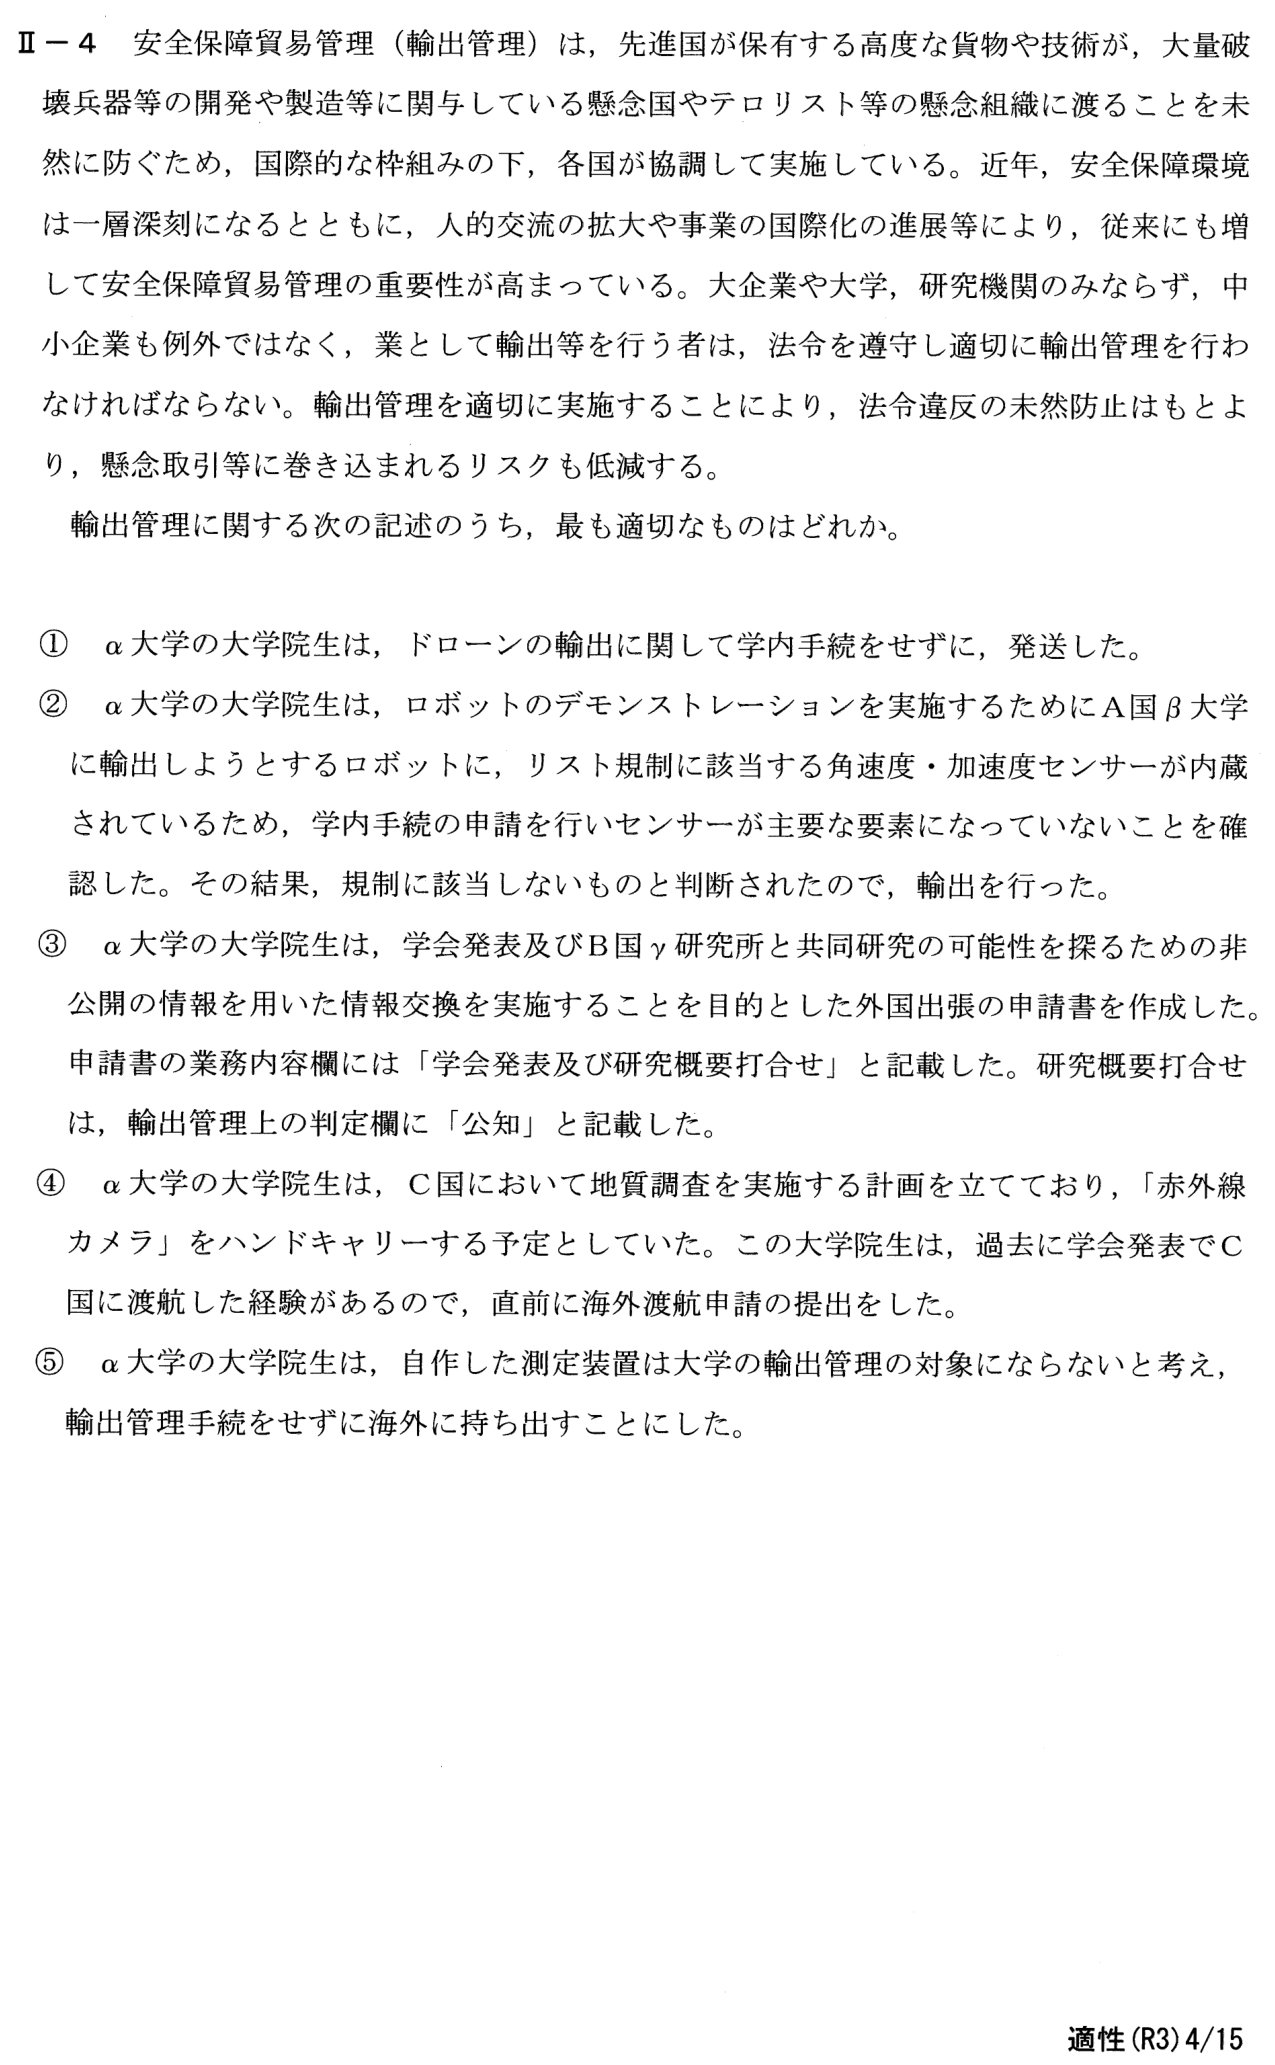 Ⅱ－4　安全保障貿易管理（輸出管理）は，先進国が保有する高度な貨物や技術が，大量破
壊兵器等の開発や製造等に関与している懸念国やテロリスト等の懸念組織に渡ることを未
然に防ぐため，国際的な枠組みの下，各国が協調して実施している。近年，安全保障環境
は一層深刻になるとともに，人的交流の拡大や事業の国際化の進展等により，従来にも増
して安全保障貿易管理の重要性が高まっている。大企業や大学，研究機関のみならず，中
小企業も例外ではなく，業として輸出等を行う者は，法令を遵守し適切に輸出管理を行わ
なければならない。輸出管理を適切に実施することにより，法令違反の未然防止はもとよ
り，懸念取引等に巻き込まれるリスクも低減する。
輸出管理に関する次の記述のうち，最も適切なものはどれか。
①　α大学の大学院生は，ドローンの輸出に関して学内手続をせずに，発送した。
②　α大学の大学院生は，ロボットのデモンストレーションを実施するためにA国β大学
に輸出しようとするロボットに，リスト規制に該当する角速度・加速度センサーが内蔵
されているため，学内手続の申請を行いセンサーが主要な要素になっていないことを確
認した。その結果，規制に該当しないものと判断されたので，輸出を行った。
③　α大学の大学院生は，学会発表及びB国γ研究所と共同研究の可能性を探るための非
公開の情報を用いた情報交換を実施することを目的とした外国出張の申請書を作成した。
申請書の業務内容欄には「学会発表及び研究概要打合せ」と記載した。研究概要打合せ
は，輸出管理上の判定欄に「公知」と記載した。
④　α大学の大学院生は，C国において地質調査を実施する計画を立てており，「赤外線
カメラ」をハンドキャリーする予定としていた。この大学院生は，過去に学会発表でC
国に渡航した経験があるので，直前に海外渡航申請の提出をした。
⑤　α大学の大学院生は，自作した測定装置は大学の輸出管理の対象にならないと考え，
輸出管理手続をせずに海外に持ち出すことにした。
適性(R3)4/15